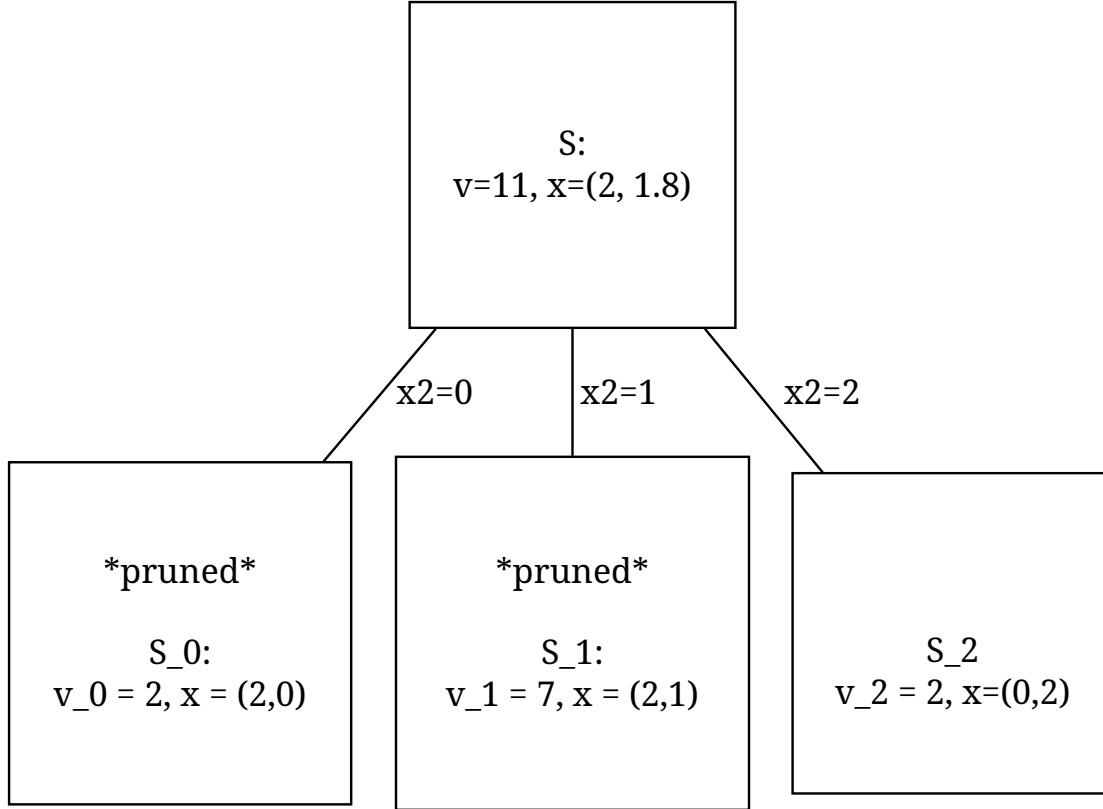 S:
v=11, x=(2, 1.8)
x2=0
x2=1
x2=2
*pruned*
S_0:
v_0 = 2, x = (2,0)
*pruned*
S_1:
v_1 = 7, x = (2,1)
S_2
v_2 = 2, x=(0,2)